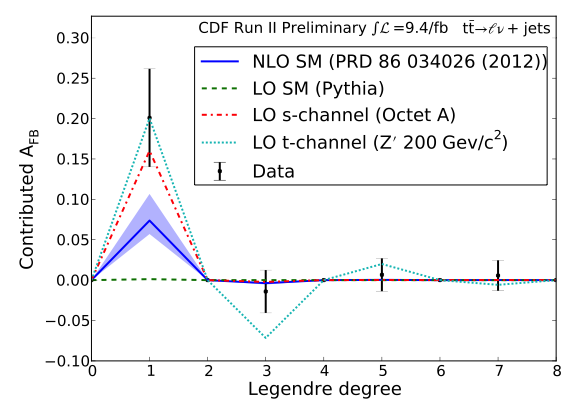 CDF Run II Preliminary ∫ℒ=9.4/fb tt̄→ℓν + jets
NLO SM (PRD 86 034026 (2012))
LO SM (Pythia)
LO s-channel (Octet A)
LO t-channel (Z′ 200 Gev/c²)
Data
Contributed A_FB
0.30
0.25
0.20
0.15
0.10
0.05
0.00
−0.05
−0.10
0 1 2 3 4 5 6 7 8
Legendre degree